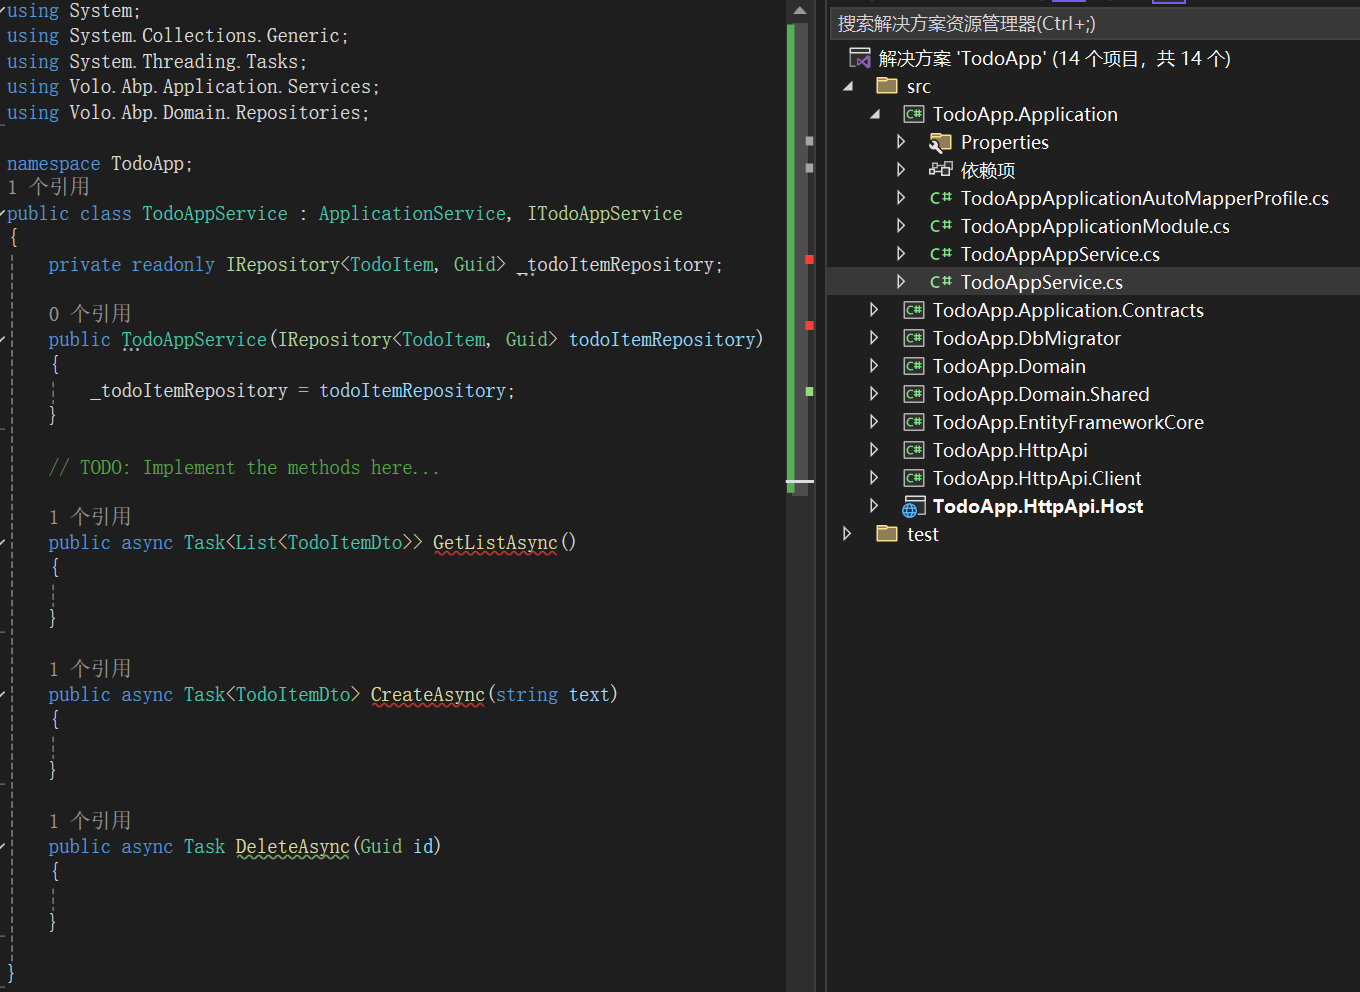 using System;
using System.Collections.Generic;
using System.Threading.Tasks;
using Volo.Abp.Application.Services;
using Volo.Abp.Domain.Repositories;
namespace TodoApp;
1 个引用
public class TodoAppService : ApplicationService, ITodoAppService
{
private readonly IRepository<TodoItem, Guid> _todoItemRepository;
0 个引用
public TodoAppService(IRepository<TodoItem, Guid> todoItemRepository)
{
_todoItemRepository = todoItemRepository;
}
// TODO: Implement the methods here...
1 个引用
public async Task<List<TodoItemDto>> GetListAsync()
{
}
1 个引用
public async Task<TodoItemDto> CreateAsync(string text)
{
}
1 个引用
public async Task DeleteAsync(Guid id)
{
}
}
搜索解决方案资源管理器(Ctrl+;)
解决方案 'TodoApp' (14 个项目，共 14 个)
src
TodoApp.Application
Properties
依赖项
TodoAppApplicationAutoMapperProfile.cs
TodoAppApplicationModule.cs
TodoAppAppService.cs
TodoAppService.cs
TodoApp.Application.Contracts
TodoApp.DbMigrator
TodoApp.Domain
TodoApp.Domain.Shared
TodoApp.EntityFrameworkCore
TodoApp.HttpApi
TodoApp.HttpApi.Client
TodoApp.HttpApi.Host
test